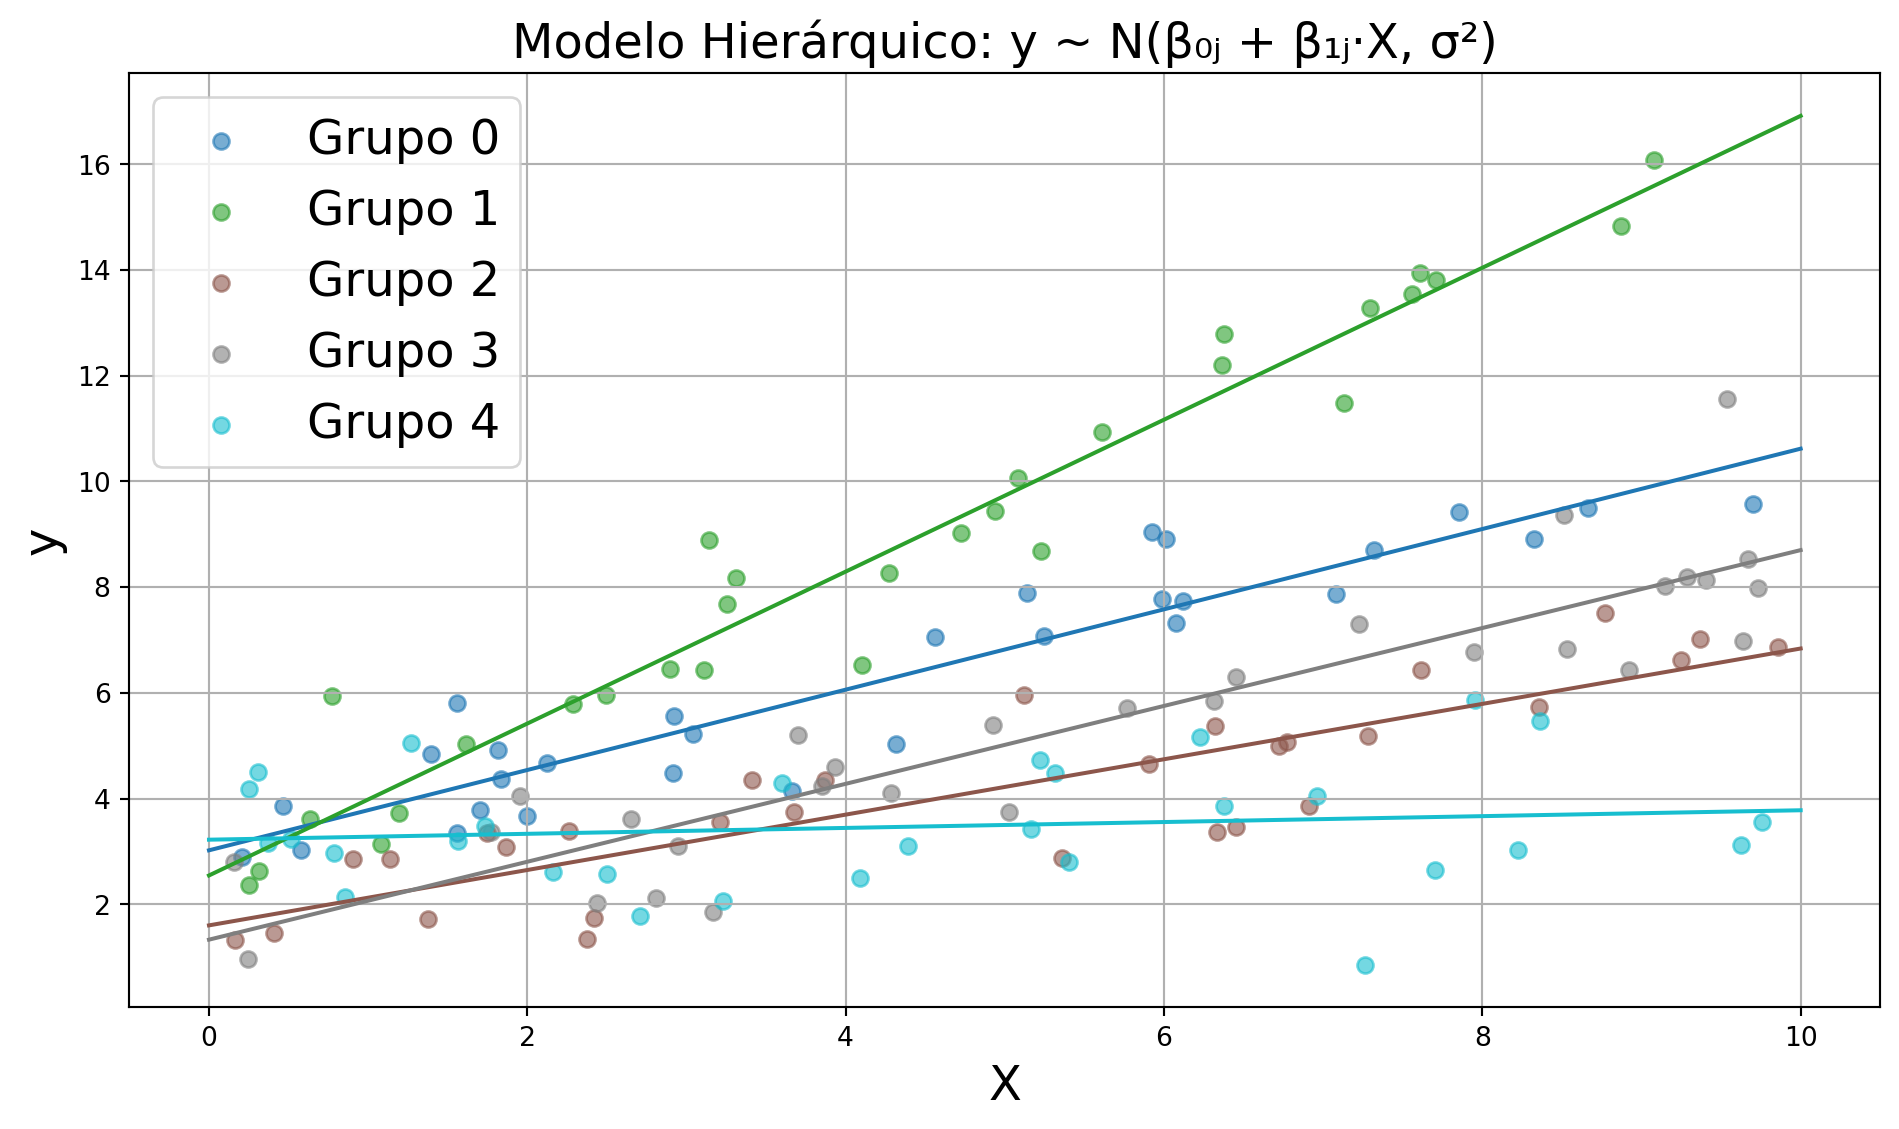 Modelo Hierárquico: y ~ N(β₀ⱼ + β₁ⱼ·X, σ²)
Grupo 0
Grupo 1
Grupo 2
Grupo 3
Grupo 4
16
14
12
10
8
6
4
2
y
0 2 4 6 8 10
X